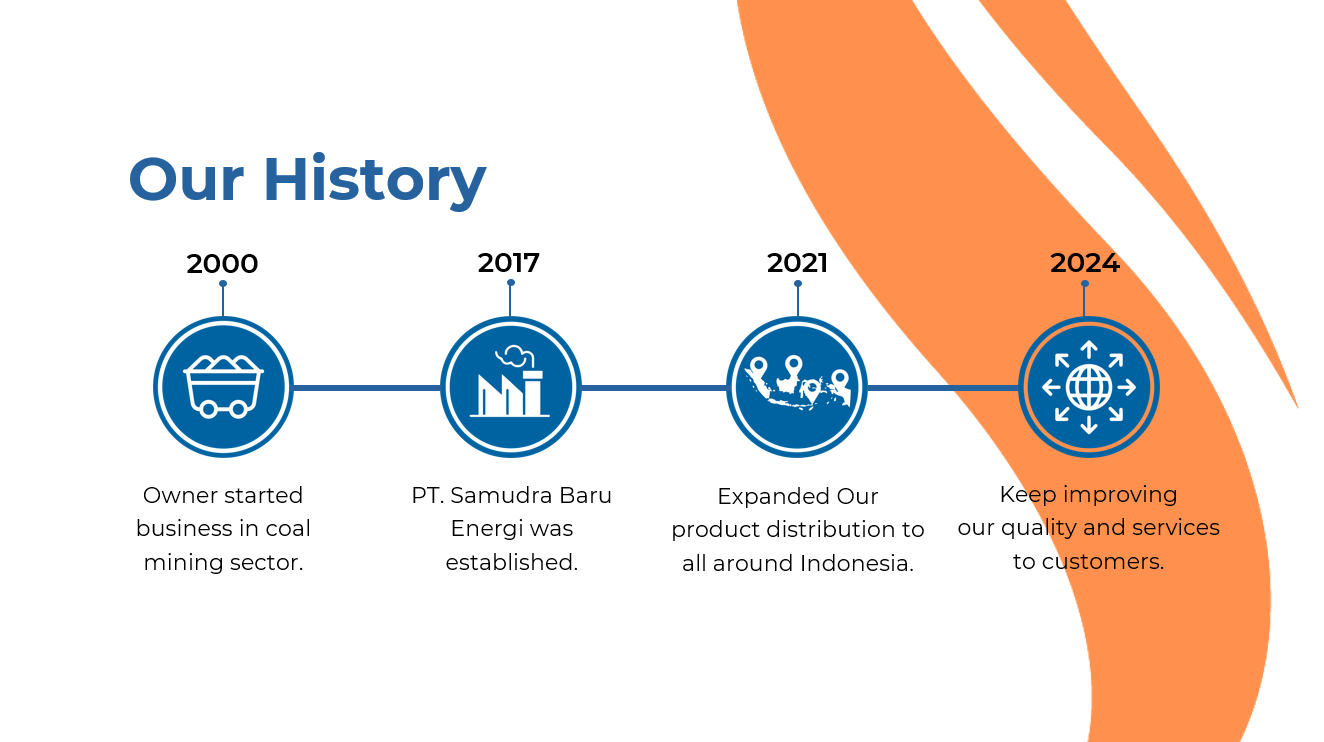 Our History
2000
Owner started
business in coal
mining sector.
2017
PT. Samudra Baru
Energi was
established.
2021
Expanded Our
product distribution to
all around Indonesia.
2024
Keep improving
our quality and services
to customers.